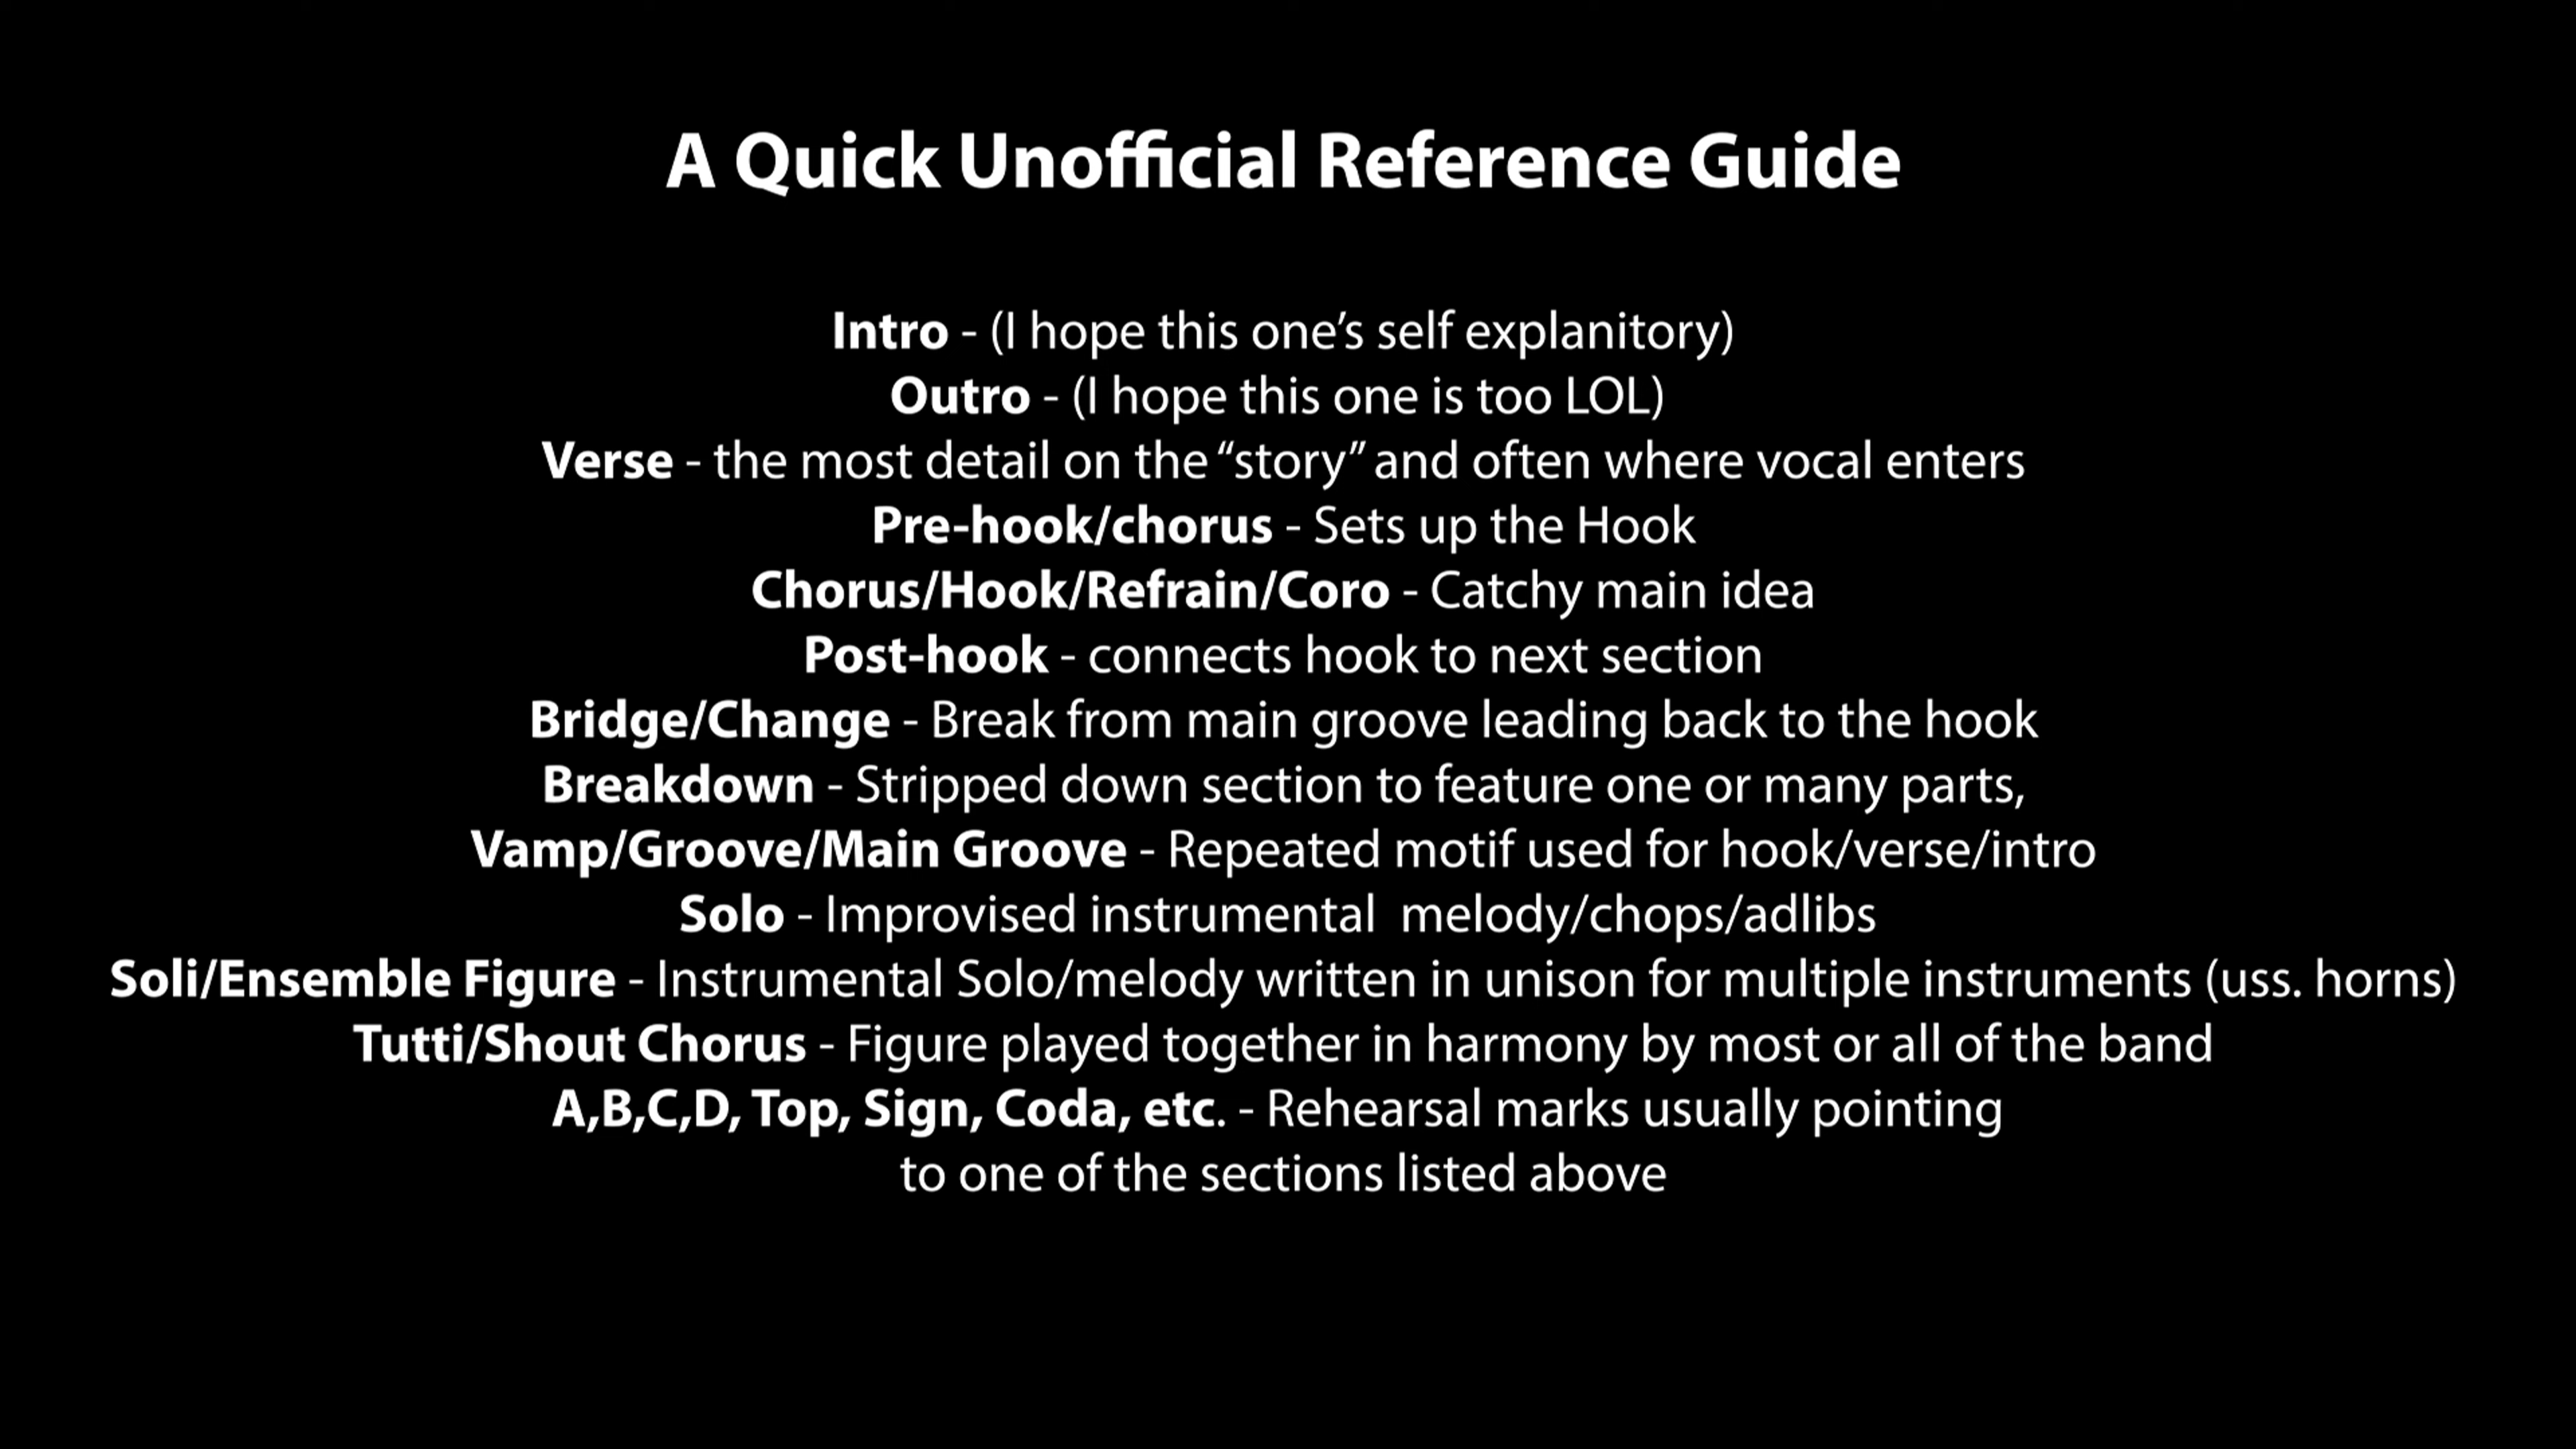 A Quick Unofficial Reference Guide
Intro - (I hope this one’s self explanitory)
Outro - (I hope this one is too LOL)
Verse - the most detail on the “story” and often where vocal enters
Pre-hook/chorus - Sets up the Hook
Chorus/Hook/Refrain/Coro - Catchy main idea
Post-hook - connects hook to next section
Bridge/Change - Break from main groove leading back to the hook
Breakdown - Stripped down section to feature one or many parts,
Vamp/Groove/Main Groove - Repeated motif used for hook/verse/intro
Solo - Improvised instrumental  melody/chops/adlibs
Soli/Ensemble Figure - Instrumental Solo/melody written in unison for multiple instruments (uss. horns)
Tutti/Shout Chorus - Figure played together in harmony by most or all of the band
A,B,C,D, Top, Sign, Coda, etc. - Rehearsal marks usually pointing
to one of the sections listed above